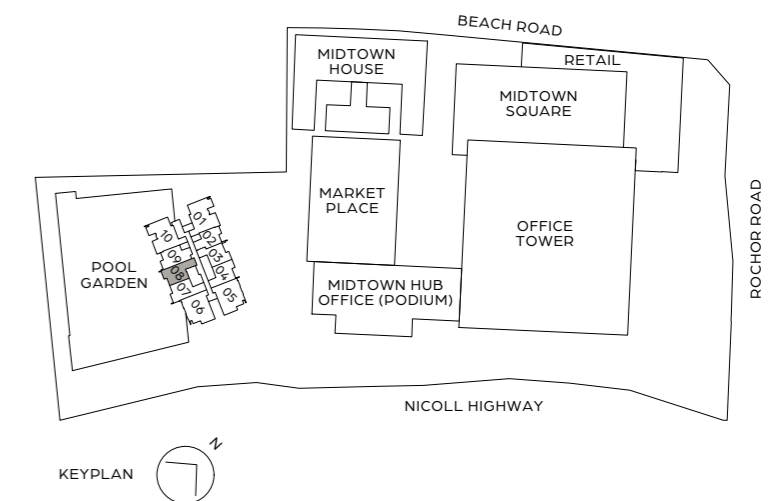 BEACH ROAD
RETAIL
MIDTOWN
HOUSE
MIDTOWN
SQUARE
MARKET
PLACE
OFFICE
TOWER
ROCHOR ROAD
01
02
03
04
05
10
09
08
07
06
POOL
GARDEN
MIDTOWN HUB
OFFICE (PODIUM)
NICOLL HIGHWAY
N
KEYPLAN